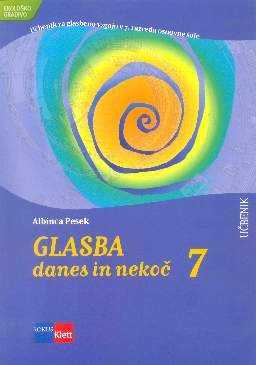 EKOLOŠKO
GRADIVO
Učbenik za glasbeno vzgojo v 7. razredu osnovne šole
Albinca Pesek
GLASBA
danes in nekoč 7
UČBENIK
ROKUS
Klett